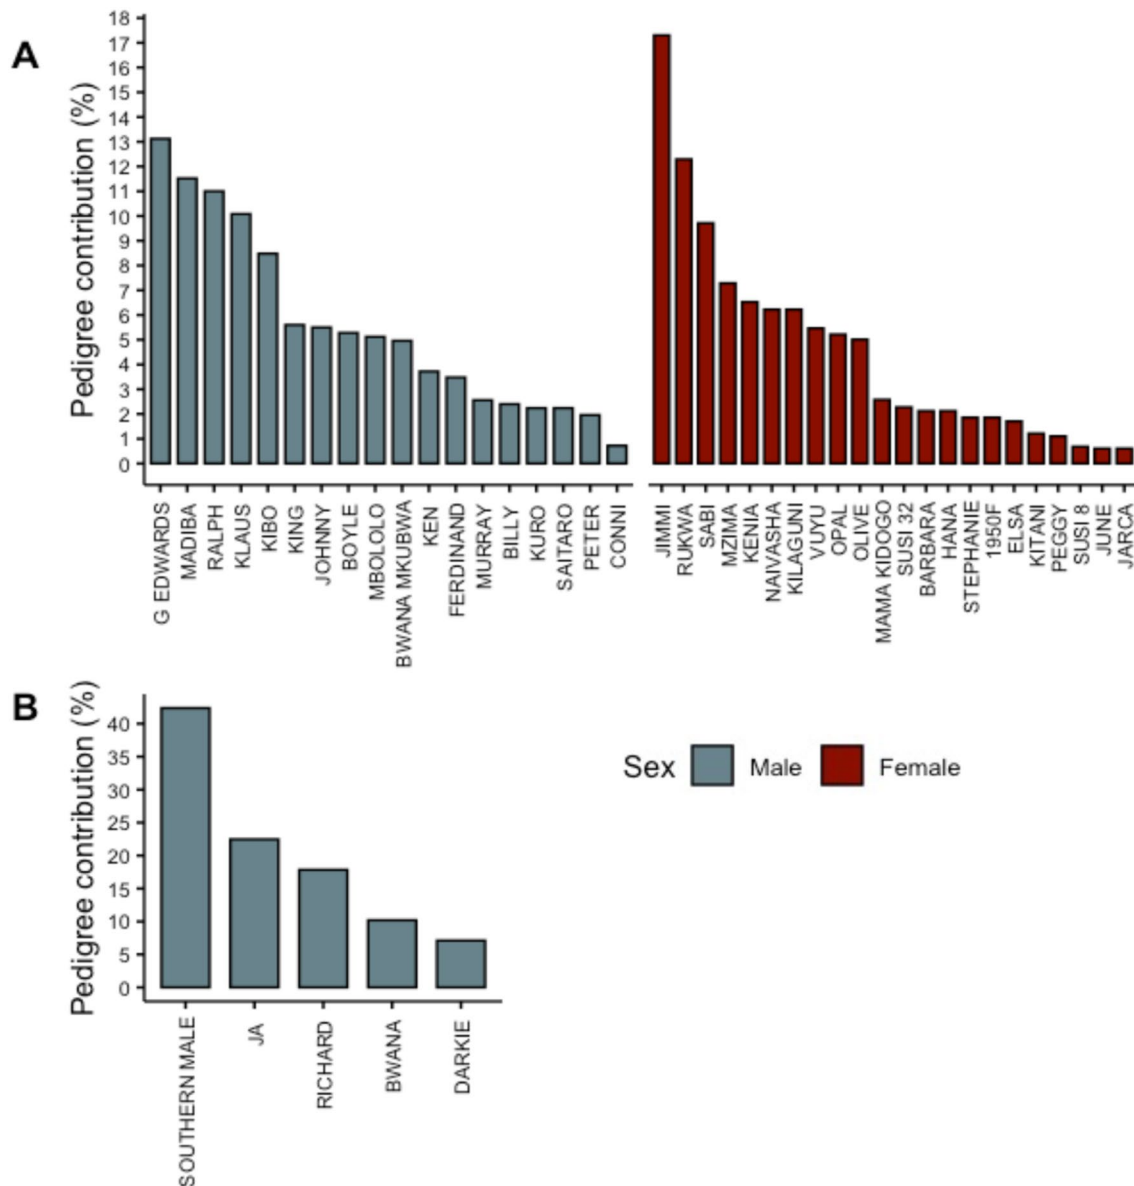 A
Pedigree contribution (%)
18
17
16
15
14
13
12
11
10
9
8
7
6
5
4
3
2
1
0
G EDWARDS
MADIBA
RALPH
KLAUS
KIBO
KING
JOHNNY
BOYLE
MBOLOLO
BWANA MKUBWA
KEN
FERDINAND
MURRAY
BILLY
KURO
SAITARO
PETER
CONNI
JIMMI
RUKWA
SABI
MZIMA
KENIA
NAIVASHA
KILAGUNI
VUYU
OPAL
OLIVE
MAMA KIDOGO
SUSI 32
BARBARA
HANA
STEPHANIE
1950F
ELSA
KITANI
PEGGY
SUSI 8
JUNE
JARCA
B
Pedigree contribution (%)
40
35
30
25
20
15
10
5
0
SOUTHERN MALE
JA
RICHARD
BWANA
DARKIE
Sex Male Female